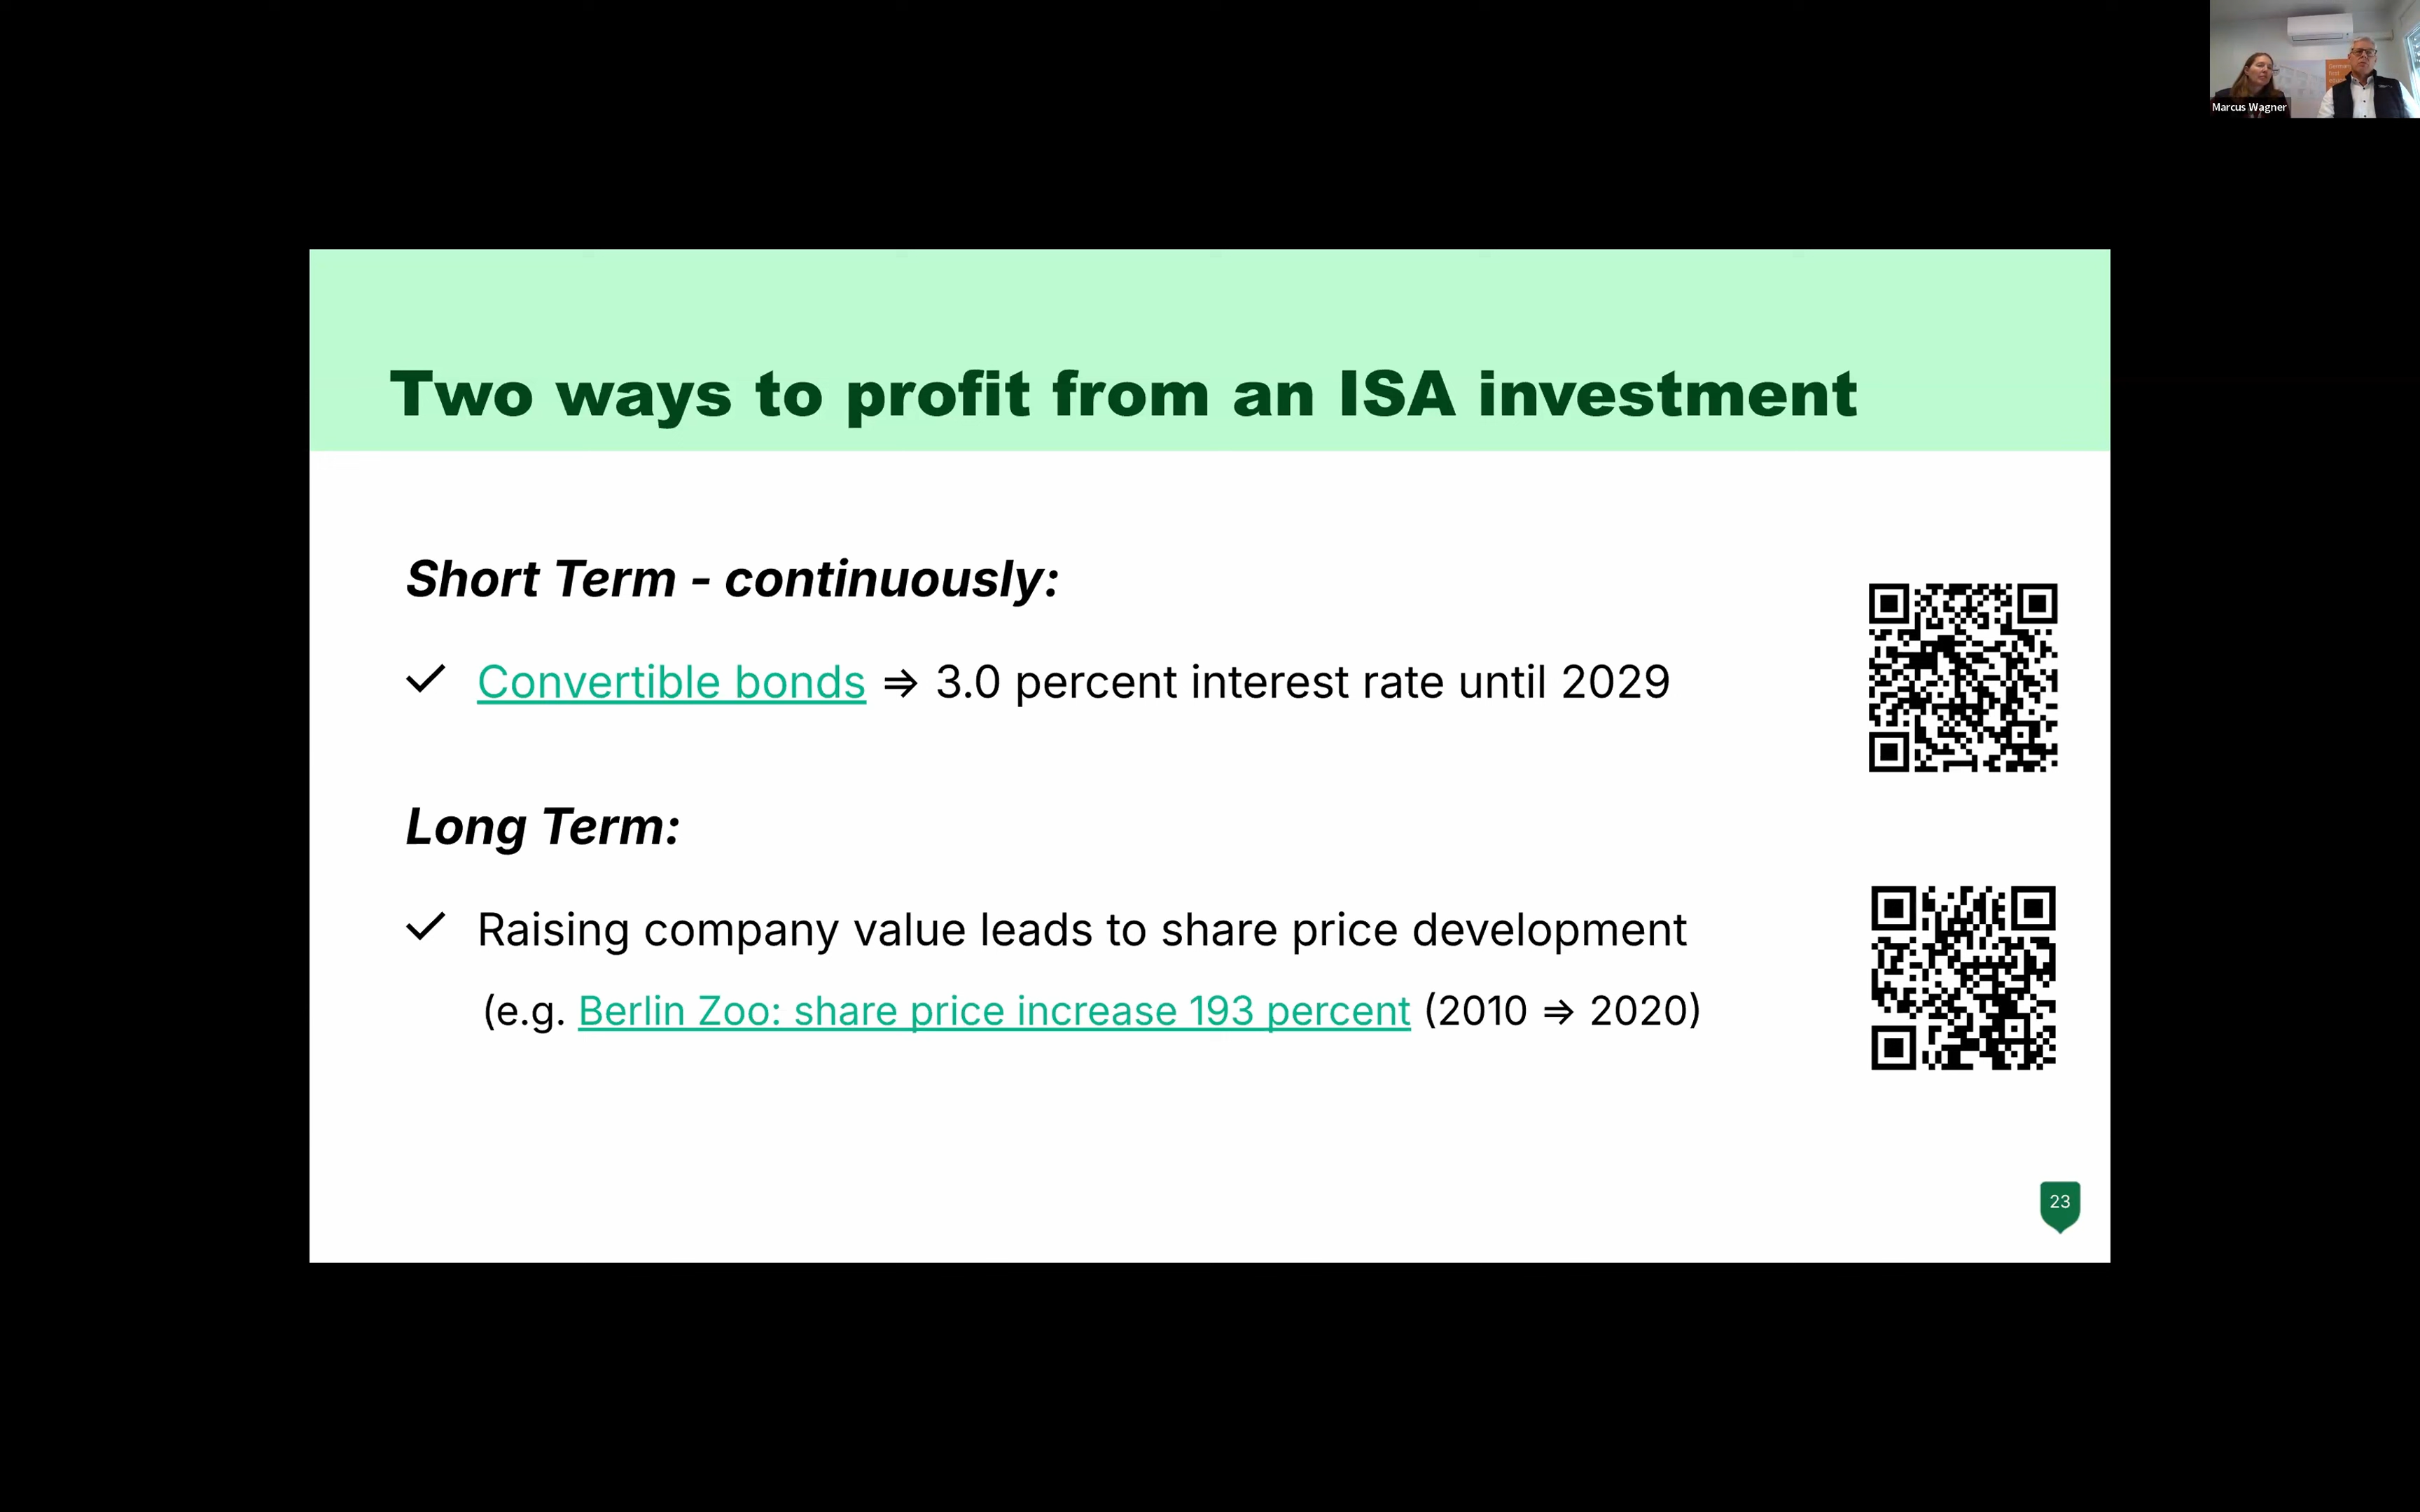 Marcus Wagner
Two ways to profit from an ISA investment
Short Term - continuously:
✓ Convertible bonds ⇒ 3.0 percent interest rate until 2029
Long Term:
✓ Raising company value leads to share price development
(e.g. Berlin Zoo: share price increase 193 percent (2010 ⇒ 2020)
23